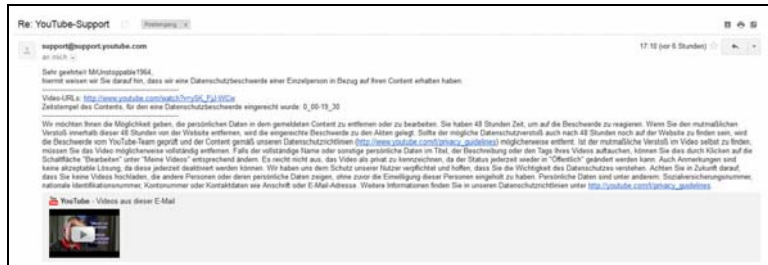 Re: YouTube-Support Posteingang x
support@support.youtube.com 17:10 (vor 6 Stunden)
an mich
Sehr geehrte/r MrUnstoppable1964,
hiermit weisen wir Sie darauf hin, dass wir eine Datenschutzbeschwerde einer Einzelperson in Bezug auf Ihren Content erhalten haben.
Video-URLs:
Zeitstempel des Contents, für den eine Datenschutzbeschwerde eingereicht wurde: 0_00-19_30
Wir möchten Ihnen die Möglichkeit geben, die persönlichen Daten in dem gemeldeten Content zu entfernen oder zu bearbeiten. Sie haben 48 Stunden Zeit, um auf die Beschwerde zu reagieren. Wenn Sie den mutmaßlichen
Verstoß innerhalb dieser 48 Stunden von der Website entfernen, wird die eingereichte Beschwerde zu den Akten gelegt. Sollte der mögliche Datenschutzverstoß auch nach 48 Stunden noch auf der Website zu finden sein, wird
die Beschwerde vom YouTube-Team geprüft und der Content gemäß unseren Datenschutzrichtlinien (http://www.youtube.com/t/privacy_guidelines) möglicherweise entfernt. Ist der mutmaßliche Verstoß im Video selbst zu finden,
müssen Sie das Video möglicherweise vollständig entfernen. Falls der vollständige Name oder sonstige persönliche Daten im Titel, der Beschreibung oder den Tags Ihres Videos auftauchen, können Sie dies durch Klicken auf die
Schaltfläche "Bearbeiten" unter "Meine Videos" entsprechend ändern. Es reicht nicht aus, das Video als privat zu kennzeichnen, da der Status jederzeit wieder in "Öffentlich" geändert werden kann. Auch Anmerkungen sind
keine akzeptable Lösung, da diese jederzeit deaktiviert werden können. Wir haben uns dem Schutz unserer Nutzer verpflichtet und hoffen, dass Sie die Wichtigkeit des Datenschutzes verstehen. Achten Sie in Zukunft darauf,
dass Sie keine Videos hochladen, die andere Personen oder deren persönliche Daten zeigen, ohne zuvor die Einwilligung dieser Personen eingeholt zu haben. Persönliche Daten sind unter anderem: Sozialversicherungsnummer,
nationale Identifikationsnummer, Kontonummer oder Kontaktdaten wie Anschrift oder E-Mail-Adresse. Weitere Informationen finden Sie in unseren Datenschutzrichtlinien unter http://youtube.com/t/privacy_guidelines.
YouTube - Videos aus dieser E-Mail